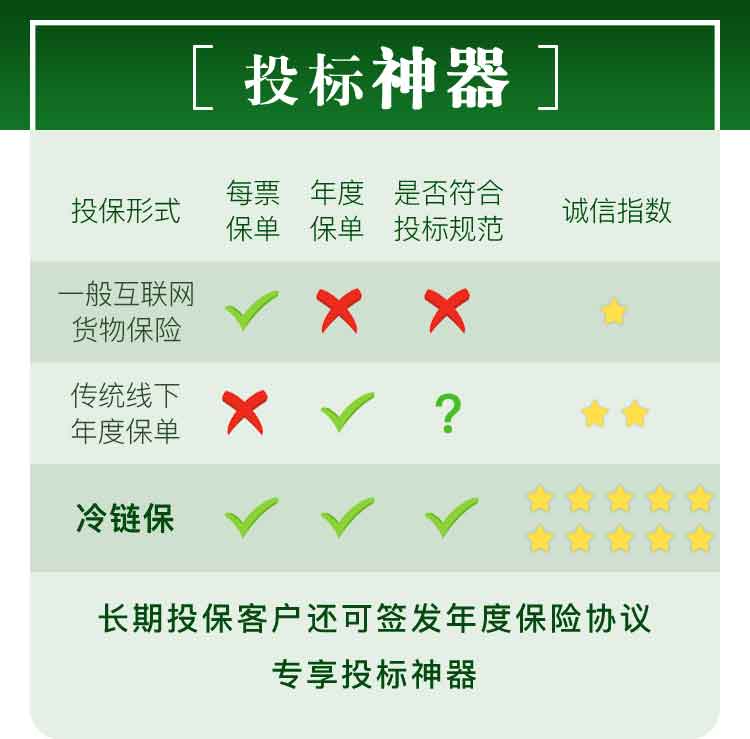 [ 投标神器 ]
投保形式 每票保单 年度保单 是否符合投标规范 诚信指数
一般互联网
货物保险
传统线下
年度保单
?
冷链保
长期投保客户还可签发年度保险协议
专享投标神器